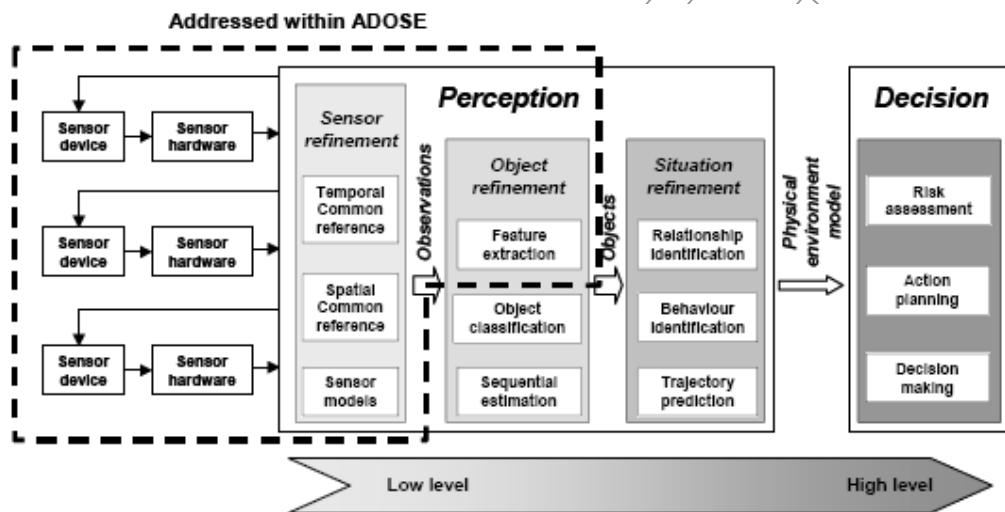 Addressed within ADOSE
Perception
Decision
Sensor
device
Sensor
hardware
Sensor
device
Sensor
hardware
Sensor
device
Sensor
hardware
Sensor
refinement
Temporal
Common
reference
Spatial
Common
reference
Sensor
models
Observations
Object
refinement
Feature
extraction
Object
classification
Sequential
estimation
Objects
Situation
refinement
Relationship
identification
Behaviour
identification
Trajectory
prediction
Physical
environment
model
Risk
assessment
Action
planning
Decision
making
Low level
High level